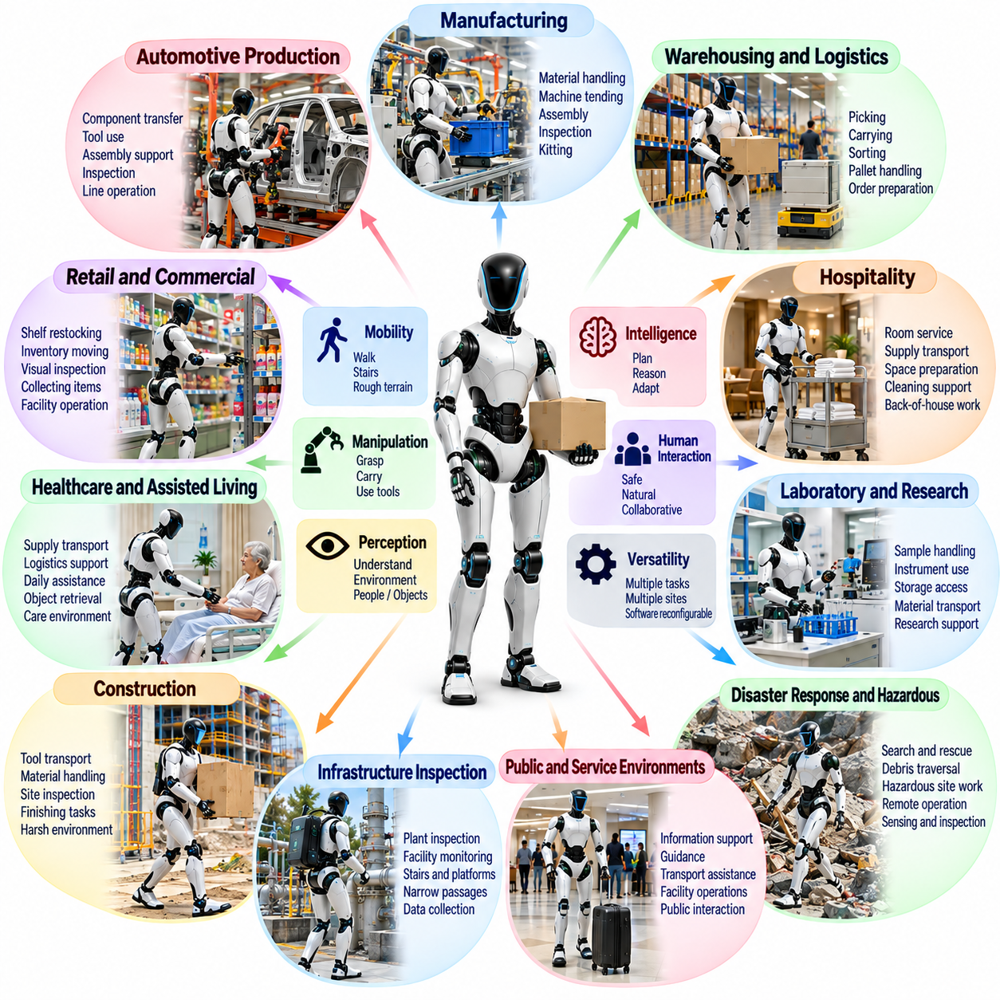 Manufacturing
Material handling
Machine tending
Assembly
Inspection
Kitting
Automotive Production
Component transfer
Tool use
Assembly support
Inspection
Line operation
Warehousing and Logistics
Picking
Carrying
Sorting
Pallet handling
Order preparation
Retail and Commercial
Shelf restocking
Inventory moving
Visual inspection
Collecting items
Facility operation
Mobility
Walk
Stairs
Rough terrain
Intelligence
Plan
Reason
Adapt
Hospitality
Room service
Supply transport
Space preparation
Cleaning support
Back-of-house work
Manipulation
Grasp
Carry
Use tools
Human
Interaction
Safe
Natural
Collaborative
Healthcare and Assisted Living
Supply transport
Logistics support
Daily assistance
Object retrieval
Care environment
Perception
Understand
Environment
People / Objects
Versatility
Multiple tasks
Multiple sites
Software reconfigurable
Laboratory and Research
Sample handling
Instrument use
Storage access
Material transport
Research support
Construction
Tool transport
Material handling
Site inspection
Finishing tasks
Harsh environment
Infrastructure Inspection
Plant inspection
Facility monitoring
Stairs and platforms
Narrow passages
Data collection
Public and Service Environments
Information support
Guidance
Transport assistance
Facility operations
Public interaction
Disaster Response and Hazardous
Search and rescue
Debris traversal
Hazardous site work
Remote operation
Sensing and inspection